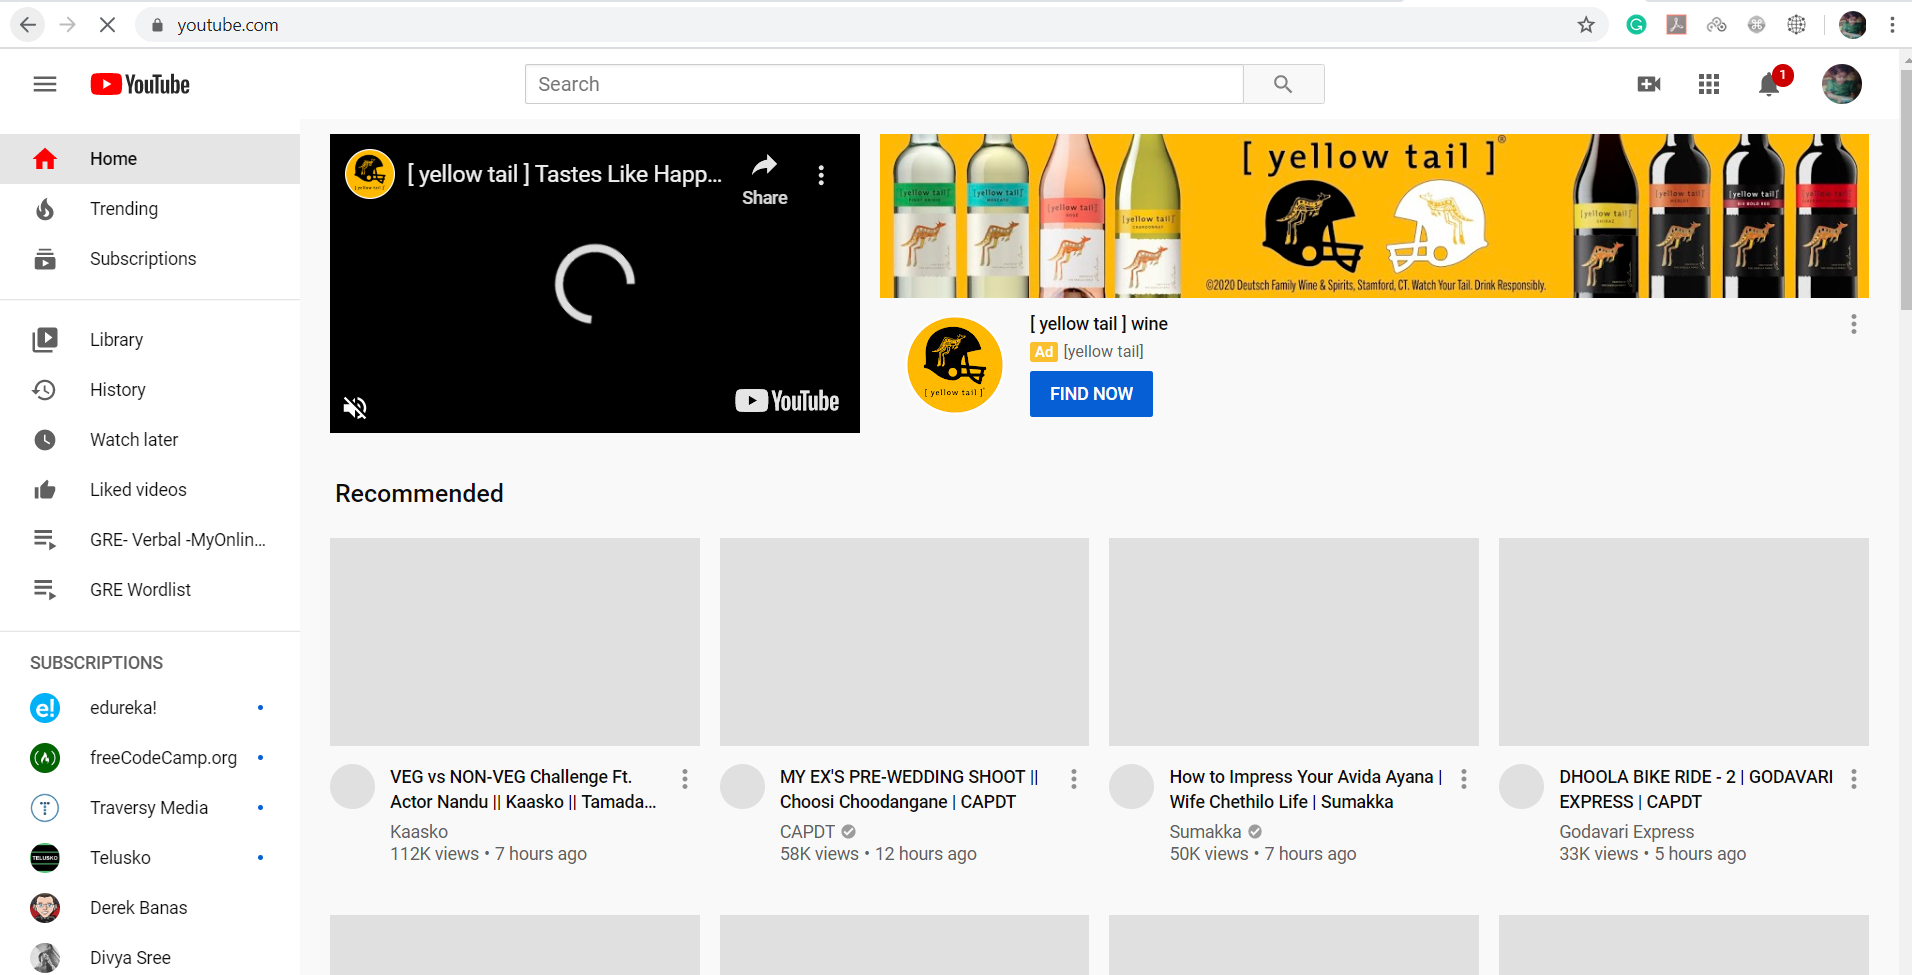 youtube.com
YouTube
Search
1
Home
Trending
Subscriptions
Library
History
Watch later
Liked videos
GRE- Verbal -MyOnlin...
GRE Wordlist
SUBSCRIPTIONS
edureka!
freeCodeCamp.org
Traversy Media
Telusko
Derek Banas
Divya Sree
[ yellow tail ] Tastes Like Happ...
Share
YouTube
[ yellow tail ]®
©2020 Deutsch Family Wine & Spirits, Stamford, CT. Watch Your Tail. Drink Responsibly.
[ yellow tail ]
[ yellow tail ] wine
Ad [yellow tail]
FIND NOW
Recommended
VEG vs NON-VEG Challenge Ft.
Actor Nandu || Kaasko || Tamada...
Kaasko
112K views • 7 hours ago
MY EX'S PRE-WEDDING SHOOT ||
Choosi Choodangane | CAPDT
CAPDT
58K views • 12 hours ago
How to Impress Your Avida Ayana |
Wife Chethilo Life | Sumakka
Sumakka
50K views • 7 hours ago
DHOOLA BIKE RIDE - 2 | GODAVARI
EXPRESS | CAPDT
Godavari Express
33K views • 5 hours ago